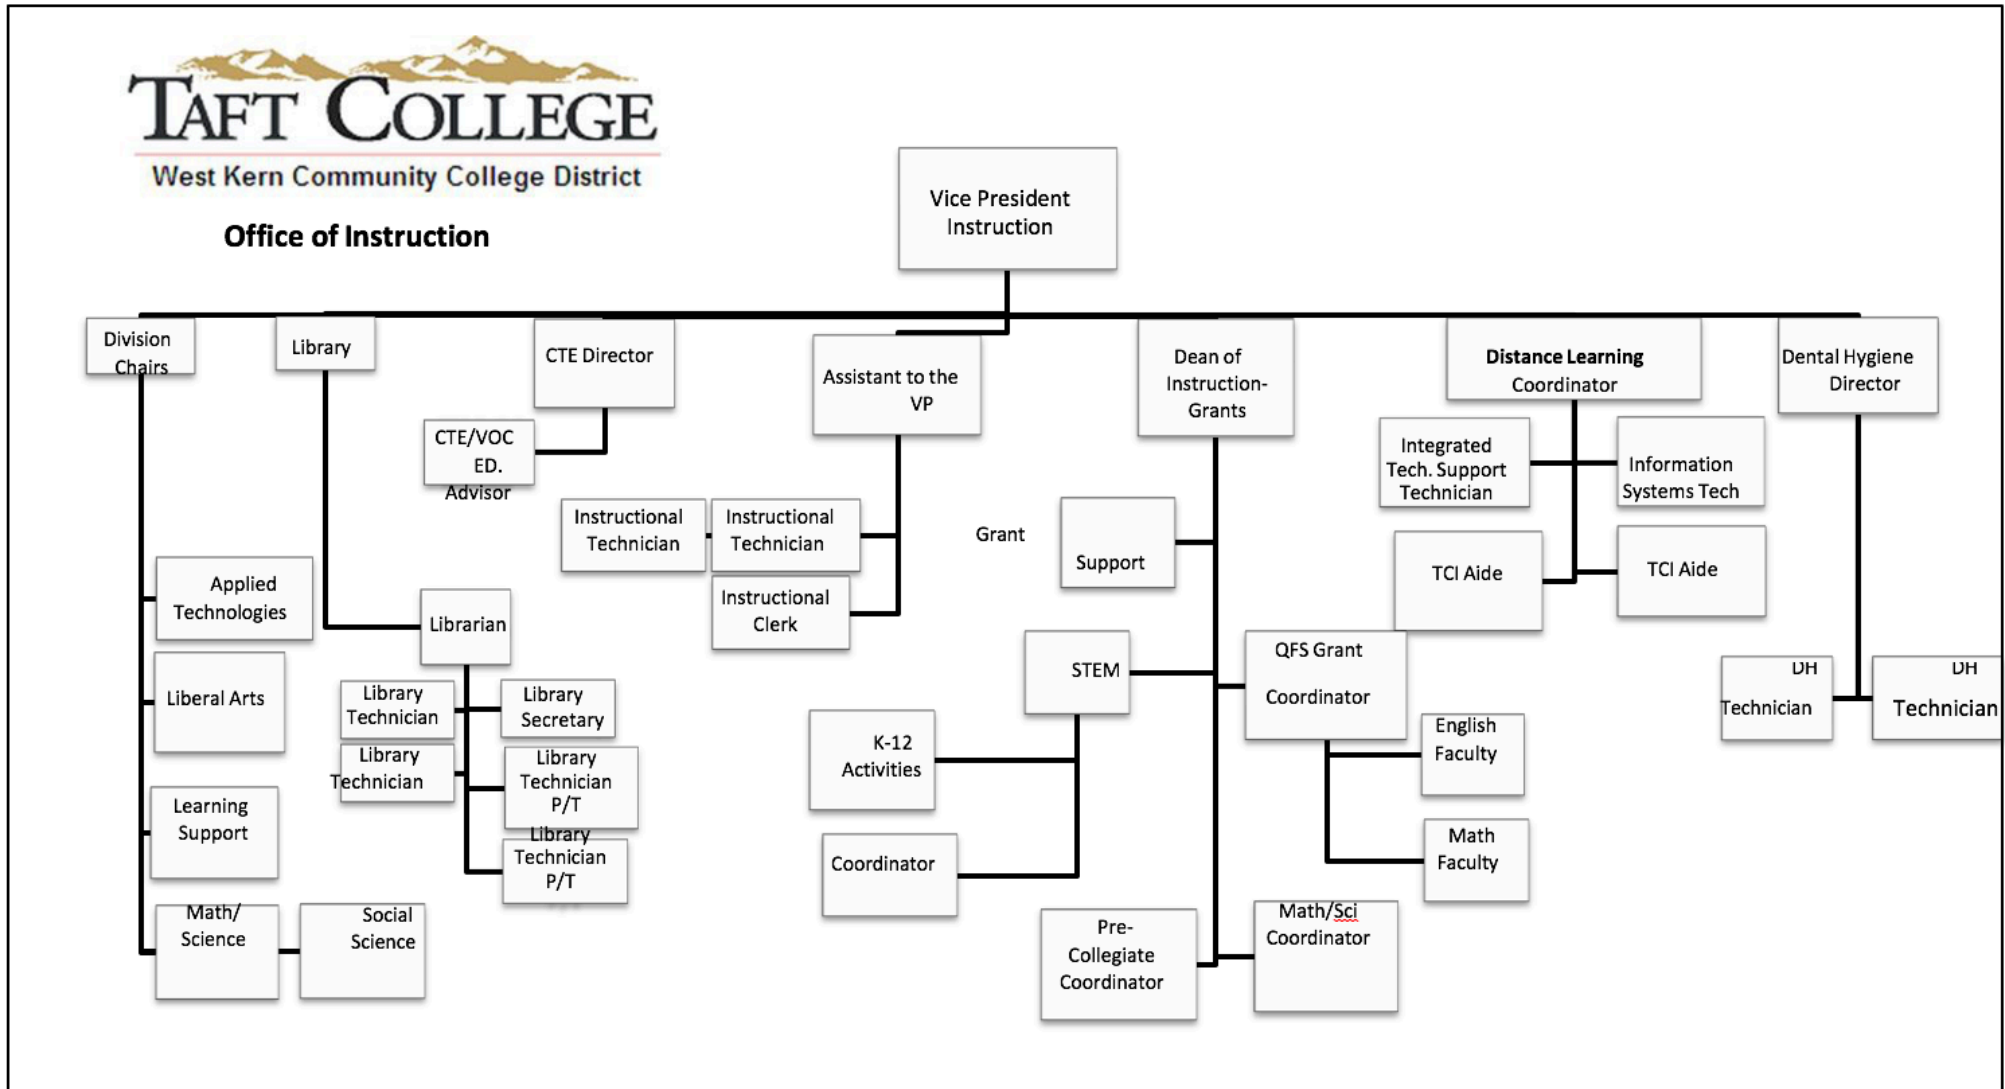 TAFT COLLEGE
West Kern Community College District
Office of Instruction
Vice President
Instruction
Division
Chairs
Library
CTE Director
Assistant to the
VP
Dean of
Instruction-
Grants
Distance Learning
Coordinator
Dental Hygiene
Director
CTE/VOC
ED.
Advisor
Integrated
Tech. Support
Technician
Information
Systems Tech
Instructional
Technician
Instructional
Technician
Instructional
Clerk
Grant
Support
TCI Aide
TCI Aide
Applied
Technologies
Liberal Arts
Learning
Support
Math/
Science
Social
Science
Librarian
Library
Technician
Library
Secretary
Library
Technician
Library
Technician
P/T
Library
Technician
P/T
STEM
K-12
Activities
Coordinator
QFS Grant
Coordinator
English
Faculty
Math
Faculty
Pre-
Collegiate
Coordinator
Math/Sci
Coordinator
DH
Technician
DH
Technician